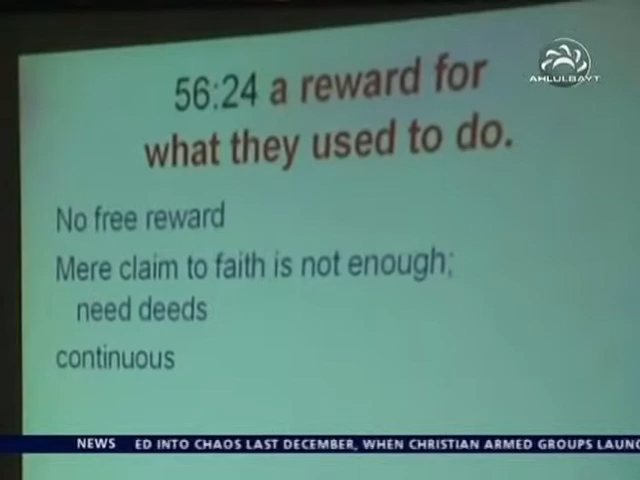 AHLULBAYT
56:24 a reward for
what they used to do.
No free reward
Mere claim to faith is not enough;
need deeds
continuous
NEWS ED INTO CHAOS LAST DECEMBER, WHEN CHRISTIAN ARMED GROUPS LAUNC